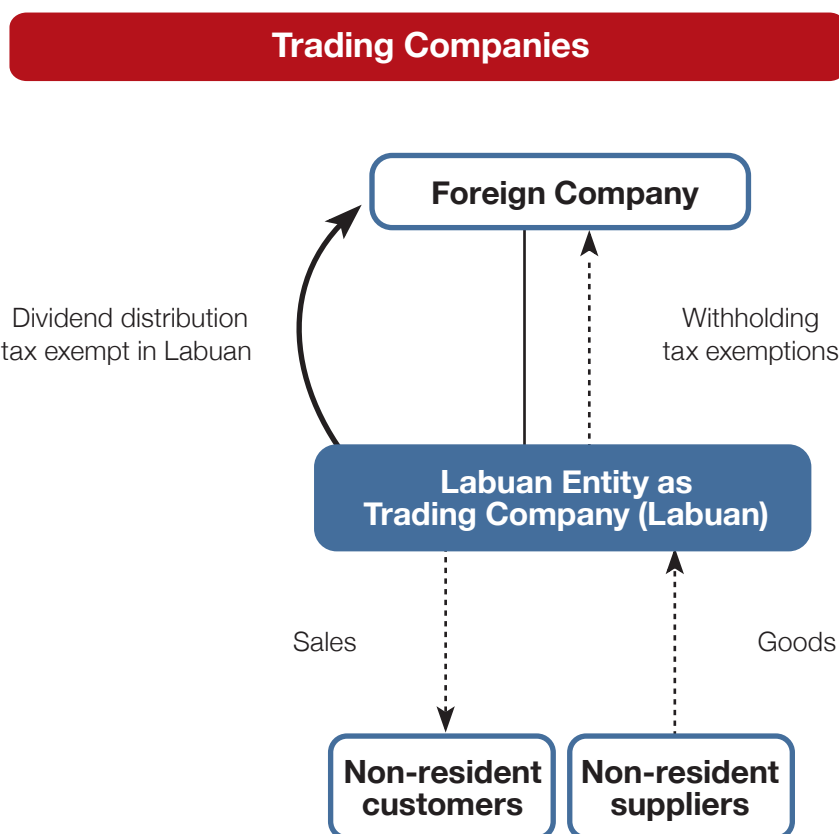 Trading Companies
Foreign Company
Dividend distribution
tax exempt in Labuan
Withholding
tax exemptions
Labuan Entity as
Trading Company (Labuan)
Sales
Goods
Non-resident
customers
Non-resident
suppliers